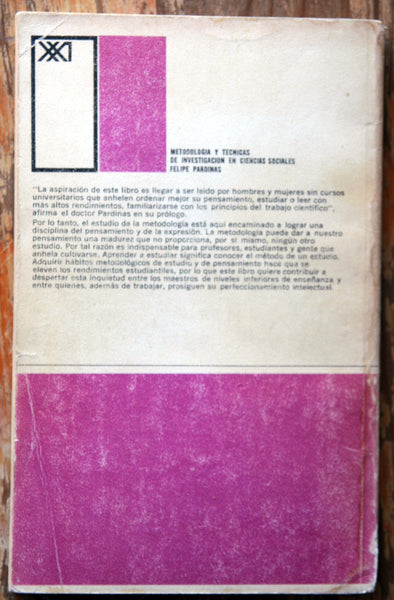 XXI
METODOLOGIA Y TECNICAS
DE INVESTIGACION EN CIENCIAS SOCIALES
FELIPE PARDINAS
"La aspiración de este libro es llegar a ser leído por hombres y mujeres sin cursos
universitarios que anhelen ordenar mejor su pensamiento, estudiar o leer con
más altos rendimientos, familiarizarse con los principios del trabajo científico",
afirma el doctor Pardinas en su prólogo.
Por lo tanto, el estudio de la metodología está aquí encaminado a lograr una
disciplina del pensamiento y de la expresión. La metodología puede dar a nuestro
pensamiento una madurez que no proporciona, por sí mismo, ningún otro
estudio. Por tal razón es indispensable para profesores, estudiantes y gente que
anhela cultivarse. Aprender a estudiar significa conocer el método de un estudio.
Adquirir hábitos metodológicos de estudio y de pensamiento hace que se
eleven los rendimientos estudiantiles, por lo que este libro quiere contribuir a
despertar esta inquietud entre los maestros de niveles inferiores de enseñanza y
entre quienes, además de trabajar, prosiguen su perfeccionamiento intelectual.